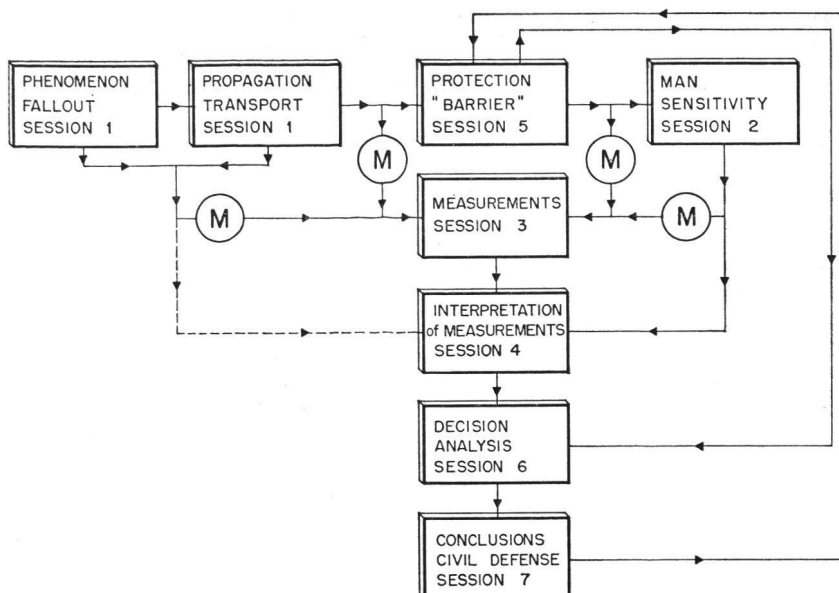 PHENOMENON
FALLOUT
SESSION 1
PROPAGATION
TRANSPORT
SESSION 1
PROTECTION
"BARRIER"
SESSION 5
MAN
SENSITIVITY
SESSION 2
M
M
M
MEASUREMENTS
SESSION 3
M
INTERPRETATION
of MEASUREMENTS
SESSION 4
DECISION
ANALYSIS
SESSION 6
CONCLUSIONS
CIVIL DEFENSE
SESSION 7